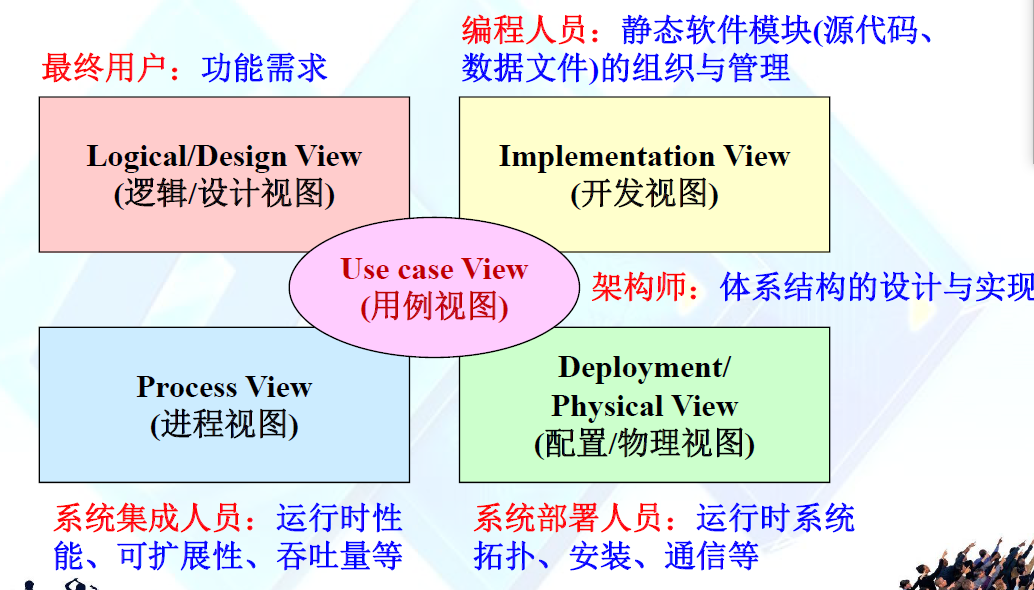 最终用户：功能需求
编程人员：静态软件模块(源代码、
数据文件)的组织与管理
Logical/Design View
(逻辑/设计视图)
Implementation View
(开发视图)
Use case View
(用例视图)
架构师：体系结构的设计与实现
Process View
(进程视图)
Deployment/
Physical View
(配置/物理视图)
系统集成人员：运行时性
能、可扩展性、吞吐量等
系统部署人员：运行时系统
拓扑、安装、通信等